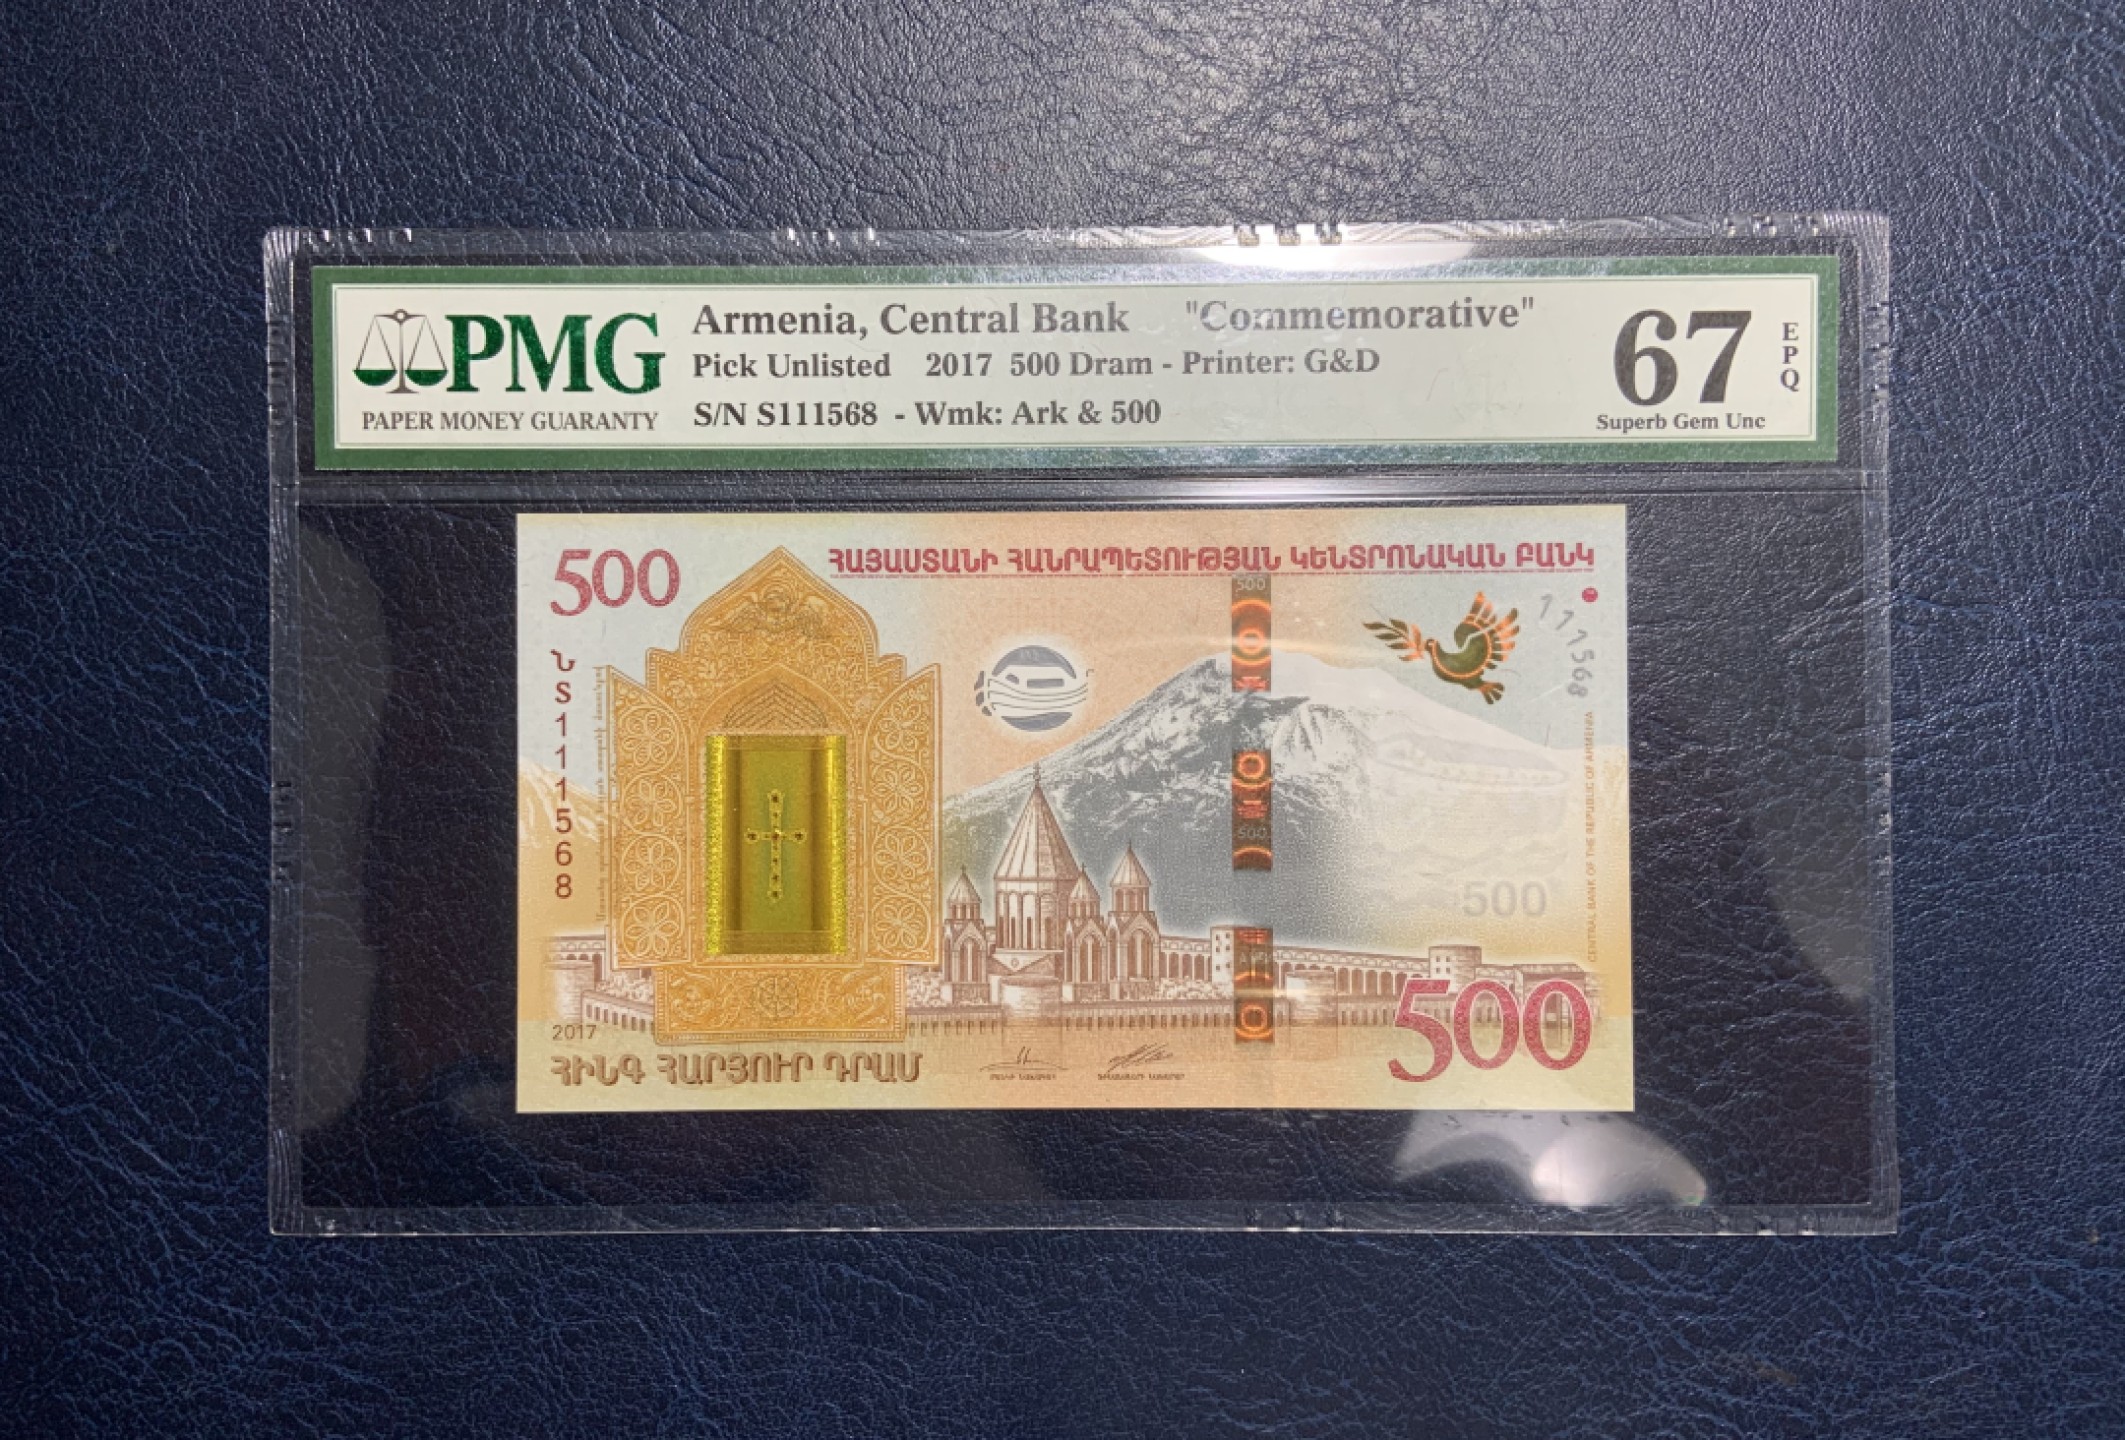 PMG
PAPER MONEY GUARANTY
Armenia, Central Bank "Commemorative"
Pick Unlisted 2017 500 Dram - Printer: G&D
S/N S111568 - Wmk: Ark & 500
67
EPQ
Superb Gem Unc
500
ՀԱՅԱՍՏԱՆԻ ՀԱՆՐԱՊԵՏՈՒԹՅԱՆ ԿԵՆՏՐՈՆԱԿԱՆ ԲԱՆԿ
500
111568
ՆS111568
500
500
CENTRAL BANK OF THE REPUBLIC OF ARMENIA
2017
ՀԻՆԳ ՀԱՐՅՈՒՐ ԴՐԱՄ
500